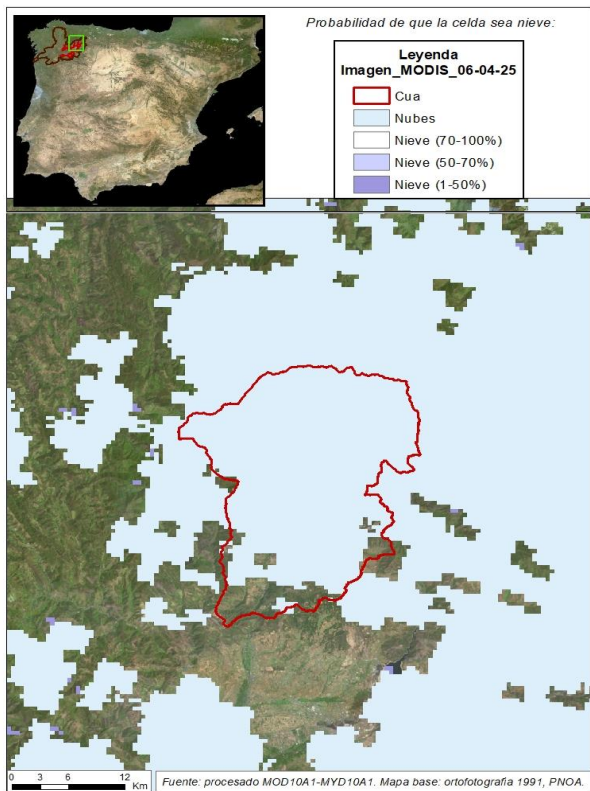 Probabilidad de que la celda sea nieve:
Leyenda
Imagen_MODIS_06-04-25
Cua
Nubes
Nieve (70-100%)
Nieve (50-70%)
Nieve (1-50%)
0 3 6 12
Km
Fuente: procesado MOD10A1-MYD10A1. Mapa base: ortofotografia 1991, PNOA.